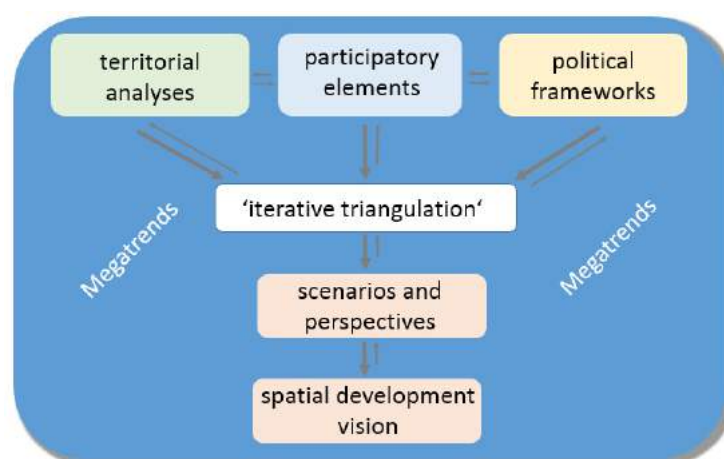 territorial
analyses
participatory
elements
political
frameworks
‘iterative triangulation‘
Megatrends
Megatrends
scenarios and
perspectives
spatial development
vision